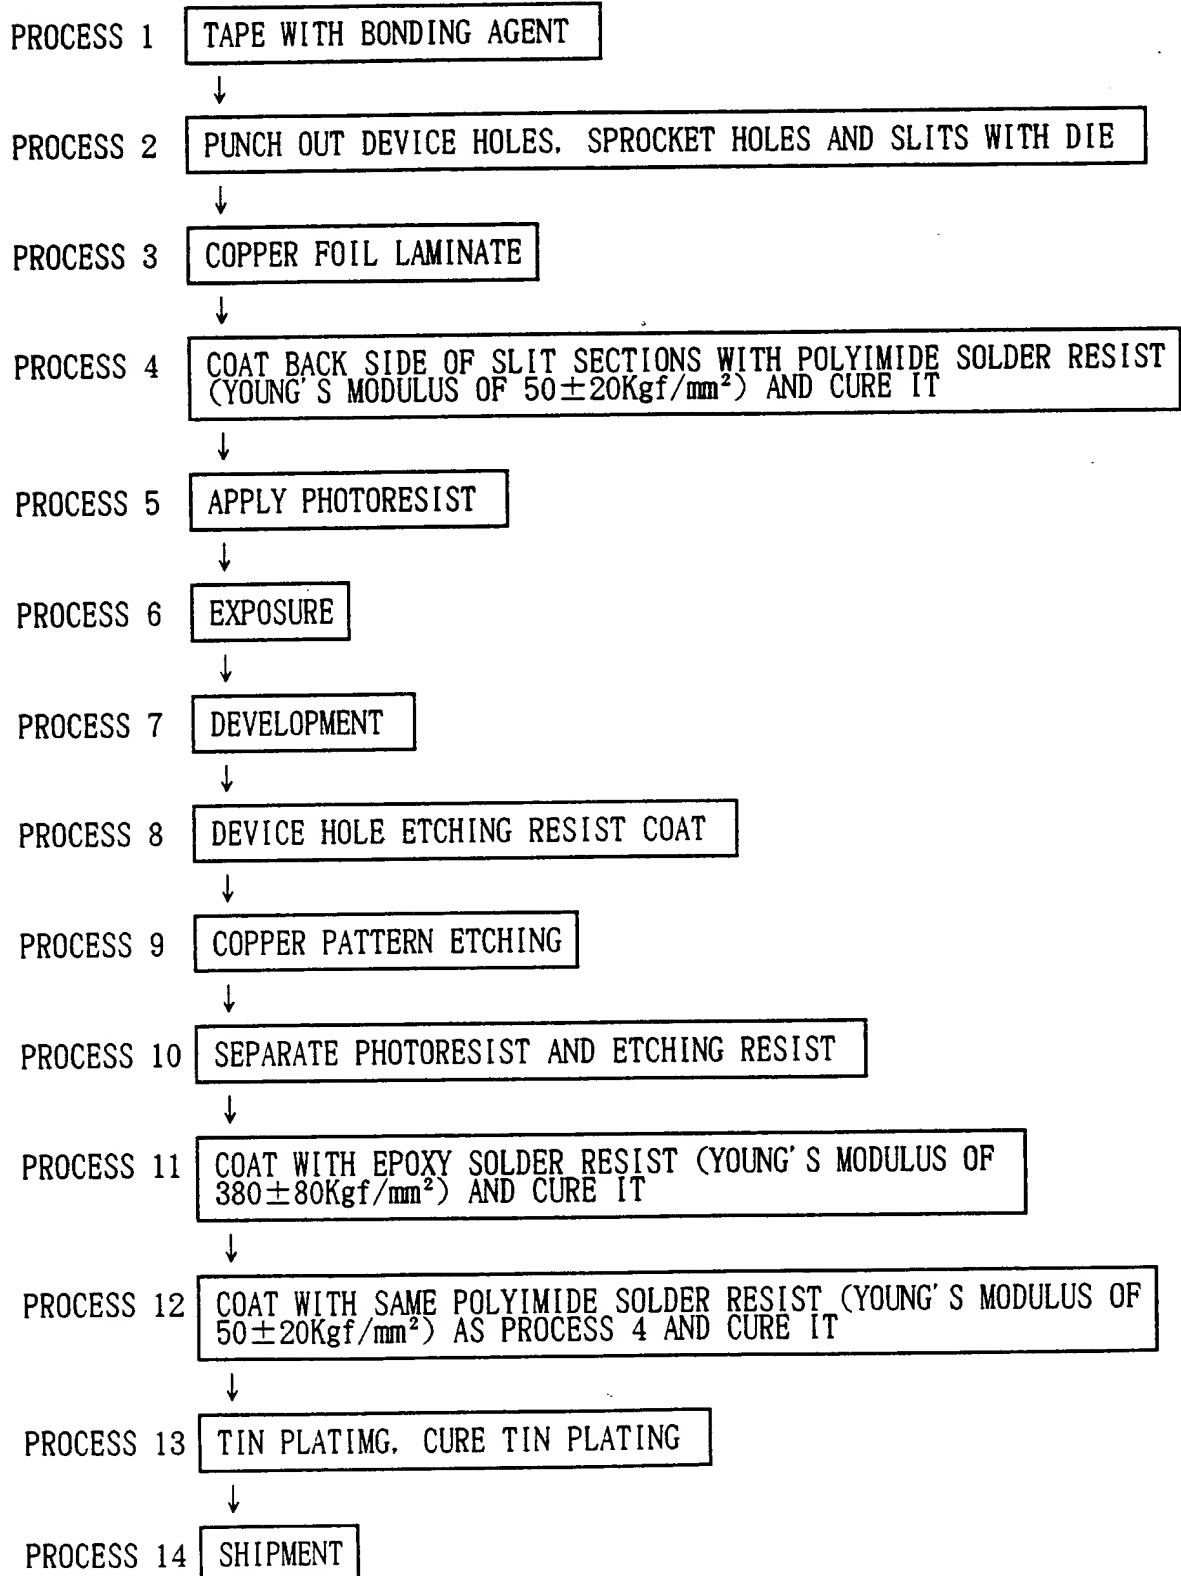 PROCESS 1 TAPE WITH BONDING AGENT
↓
PROCESS 2 PUNCH OUT DEVICE HOLES. SPROCKET HOLES AND SLITS WITH DIE
↓
PROCESS 3 COPPER FOIL LAMINATE
↓
PROCESS 4 COAT BACK SIDE OF SLIT SECTIONS WITH POLYIMIDE SOLDER RESIST
(YOUNG'S MODULUS OF 50±20Kgf/mm²) AND CURE IT
↓
PROCESS 5 APPLY PHOTORESIST
↓
PROCESS 6 EXPOSURE
↓
PROCESS 7 DEVELOPMENT
↓
PROCESS 8 DEVICE HOLE ETCHING RESIST COAT
↓
PROCESS 9 COPPER PATTERN ETCHING
↓
PROCESS 10 SEPARATE PHOTORESIST AND ETCHING RESIST
↓
PROCESS 11 COAT WITH EPOXY SOLDER RESIST (YOUNG'S MODULUS OF
380±80Kgf/mm²) AND CURE IT
↓
PROCESS 12 COAT WITH SAME POLYIMIDE SOLDER RESIST (YOUNG'S MODULUS OF
50±20Kgf/mm²) AS PROCESS 4 AND CURE IT
↓
PROCESS 13 TIN PLATIMG. CURE TIN PLATING
↓
PROCESS 14 SHIPMENT